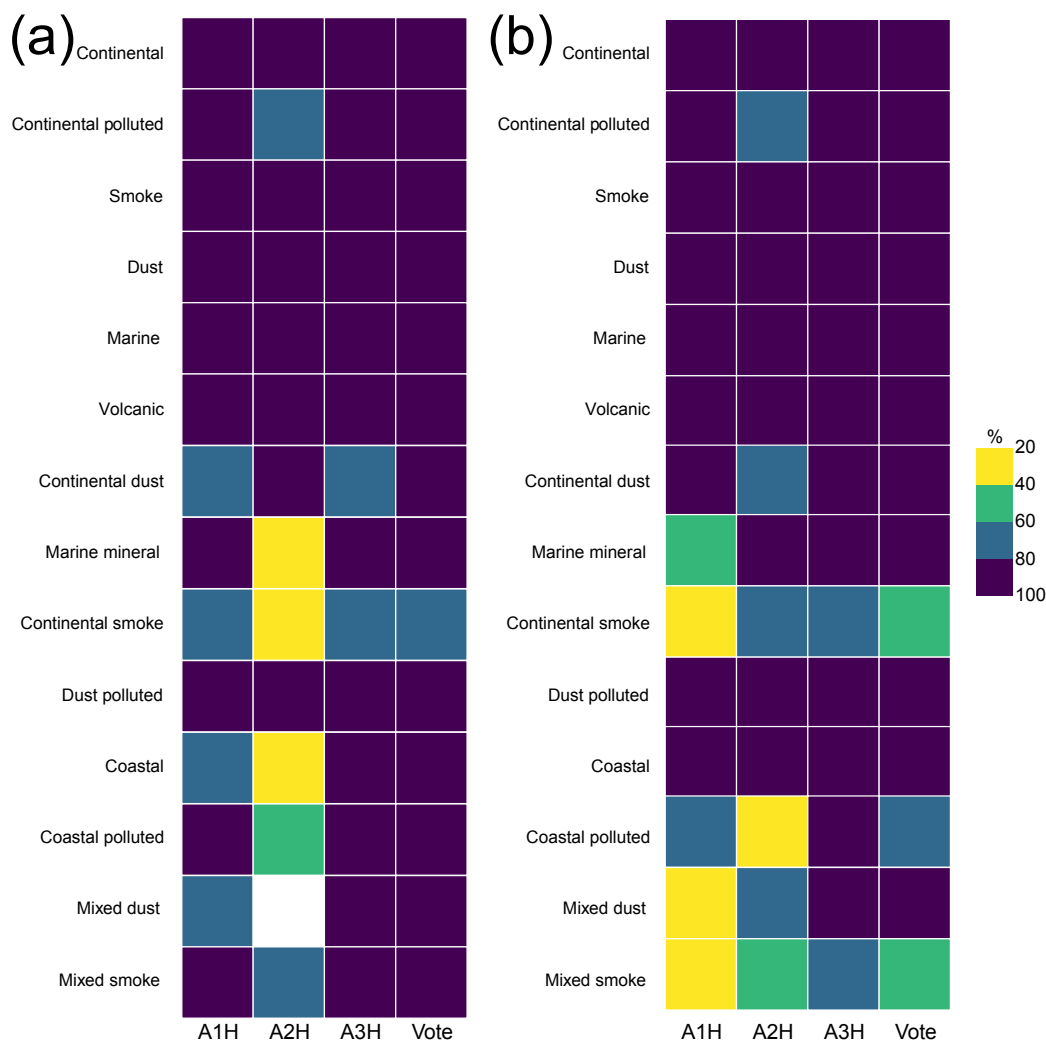 (a)
Continental
Continental polluted
Smoke
Dust
Marine
Volcanic
Continental dust
Marine mineral
Continental smoke
Dust polluted
Coastal
Coastal polluted
Mixed dust
Mixed smoke
A1H A2H A3H Vote
(b)
Continental
Continental polluted
Smoke
Dust
Marine
Volcanic
Continental dust
Marine mineral
Continental smoke
Dust polluted
Coastal
Coastal polluted
Mixed dust
Mixed smoke
A1H A2H A3H Vote
%
20
40
60
80
100